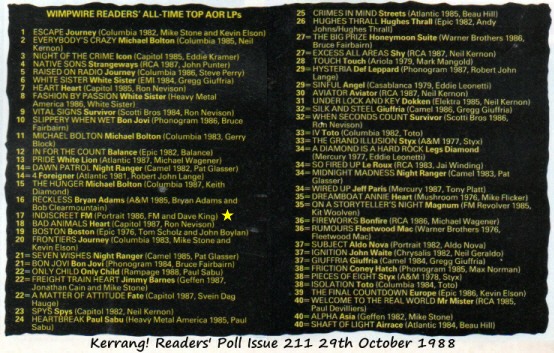 WIMPWIRE READERS' ALL-TIME TOP AOR LPs
1 ESCAPE Journey (Columbia 1982, Mike Stone and Kevin Elson)
2 EVERYBODY'S CRAZY Michael Bolton (Columbia 1985, Neil
Kernon)
3 NIGHT OF THE CRIME Icon (Capitol 1985, Eddie Kramer)
4 NATIVE SONS Strangeways (RCA 1987, John Punter)
5 RAISED ON RADIO Journey (Columbia 1986, Steve Perry)
6 WHITE SISTER White Sister (EMI 1984, Gregg Giuffria)
7 HEART Heart (Capitol 1985, Ron Nevison)
8 FASHION BY PASSION White Sister (Heavy Metal
America 1986, White Sister)
9 VITAL SIGNS Survivor (Scotti Bros 1984, Ron Nevison)
10 SLIPPERY WHEN WET Bon Jovi (Phonogram 1986, Bruce
Fairbairn)
11 MICHAEL BOLTON Michael Bolton (Columbia 1983, Gerry
Block)
12 IN FOR THE COUNT Balance (Epic 1982, Balance)
13 PRIDE White Lion (Atlantic 1987, Michael Wagener)
14= DAWN PATROL Night Ranger (Camel 1982, Pat Glasser)
14= 4 Foreigner (Atlantic 1981, Robert John Lange)
15 THE HUNGER Michael Bolton (Columbia 1987, Keith
Diamond)
16 RECKLESS Bryan Adams (A&M 1985, Bryan Adams and
Bob Clearmountain)
17 INDISCREET FM (Portrait 1986, FM and Dave King)
18 BAD ANIMALS Heart (Capitol 1987, Ron Nevison)
19 BOSTON Boston (Epic 1976, Tom Scholz and John Boylan)
20 FRONTIERS Journey (Columbia 1983, Mike Stone and
Kevin Elson)
21= SEVEN WISHES Night Ranger (Camel 1985, Pat Glasser)
21= BON JOVI Bon Jovi (Phonogram 1984, Bruce Fairbairn)
22= ONLY CHILD Only Child (Rampage 1988, Paul Sabu)
22= FREIGHT TRAIN HEART Jimmy Barnes (Geffen 1987,
Jonathan Cain and Mike Stone)
22= A MATTER OF ATTITUDE Fate (Capitol 1987, Svein Dag
Hauge)
23 SPYS Spys (Capitol 1982, Neil Kernon)
24 HEARTBREAK Paul Sabu (Heavy Metal America 1985, Paul
Sabu)
25 CRIMES IN MIND Streets (Atlantic 1985, Beau Hill)
26 HUGHES THRALL Hughes Thrall (Epic 1982, Andy
Johns/Hughes Thrall)
27= THE BIG PRIZE Honeymoon Suite (Warner Brothers 1986,
Bruce Fairbairn)
27= EXCESS ALL AREAS Shy (RCA 1987, Neil Kernon)
28 TOUCH Touch (Ariola 1979, Mark Mangold)
29= HYSTERIA Def Leppard (Phonogram 1987, Robert John
Lange)
29= SINFUL Angel (Casablanca 1979, Eddie Leonetti)
30 AVIATOR Aviator (RCA 1987, Neil Kernon)
31 UNDER LOCK AND KEY Dokken (Elektra 1985, Neil Kernon)
32= SILK AND STEEL Giuffria (Camel 1986, Gregg Giuffria)
32= WHEN SECONDS COUNT Survivor (Scotti Bros 1986,
Ron Nevison)
33= IV Toto (Columbia 1982, Toto)
33= THE GRAND ILLUSION Styx (A&M 1977, Styx)
34= A DIAMOND IS A HARD ROCK Legs Diamond
(Mercury 1977, Eddie Leonetti)
34= SO FIRED UP Le Roux (RCA 1983, Jai Winding)
34= MIDNIGHT MADNESS Night Ranger (Camel 1983, Pat
Glasser)
34= WIRED UP Jeff Paris (Mercury 1987, Tony Platt)
35= DREAMBOAT ANNIE Heart (Mushroom 1976, Mike Flicker)
35= ON A STORYTELLER'S NIGHT Magnum (FM Revolver 1985,
Kit Woolven)
36= FIREWORKS Bonfire (RCA 1986, Michael Wagener)
36= RUMOURS Fleetwood Mac (Warner Brothers 1976,
Fleetwood Mac)
37= SUBJECT Aldo Nova (Portrait 1982, Aldo Nova)
37= IGNITION John Waite (Chrysalis 1982, Neil Geraldo)
37= GIUFFRIA Giuffria (Camel 1984, Gregg Giuffria)
38= FRICTION Coney Hatch (Phonogram 1985, Max Norman)
38= PIECES OF EIGHT Styx (A&M 1978, Styx)
38= ISOLATION Toto (Columbia 1984, Toto)
39 THE FINAL COUNTDOWN Europe (Epic 1986, Kevin Elson)
40= WELCOME TO THE REAL WORLD Mr Mister (RCA 1985,
Paul Devilliers)
40= ALPHA Asia (Geffen 1982, Mike Stone)
40= SHAFT OF LIGHT Airrace (Atlantic 1984, Beau Hill)
Kerrang! Readers' Poll Issue 211 29th October 1988